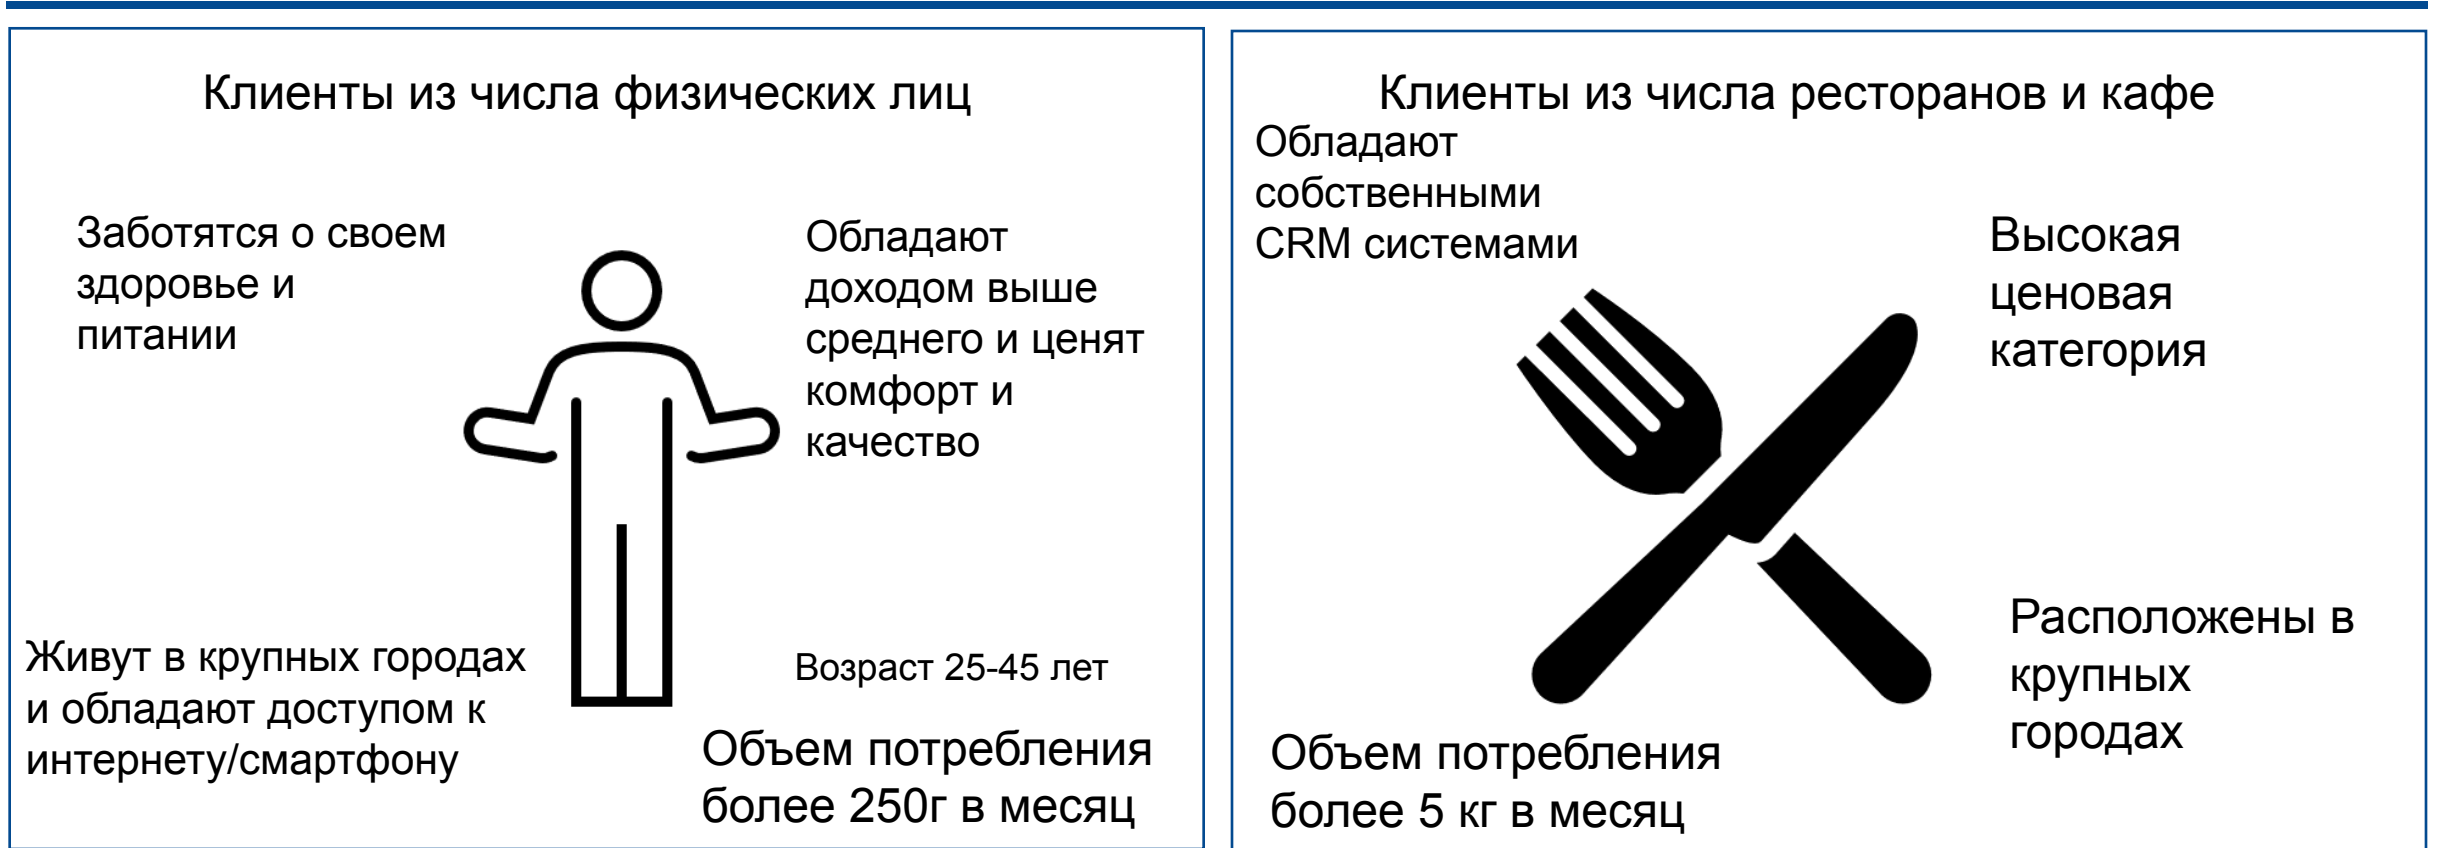 Клиенты из числа физических лиц
Заботятся о своем
здоровье и
питании
Обладают
доходом выше
среднего и ценят
комфорт и
качество
Живут в крупных городах
и обладают доступом к
интернету/смартфону
Возраст 25-45 лет
Объем потребления
более 250г в месяц
Клиенты из числа ресторанов и кафе
Обладают
собственными
CRM системами
Высокая
ценовая
категория
Расположены в
крупных
городах
Объем потребления
более 5 кг в месяц